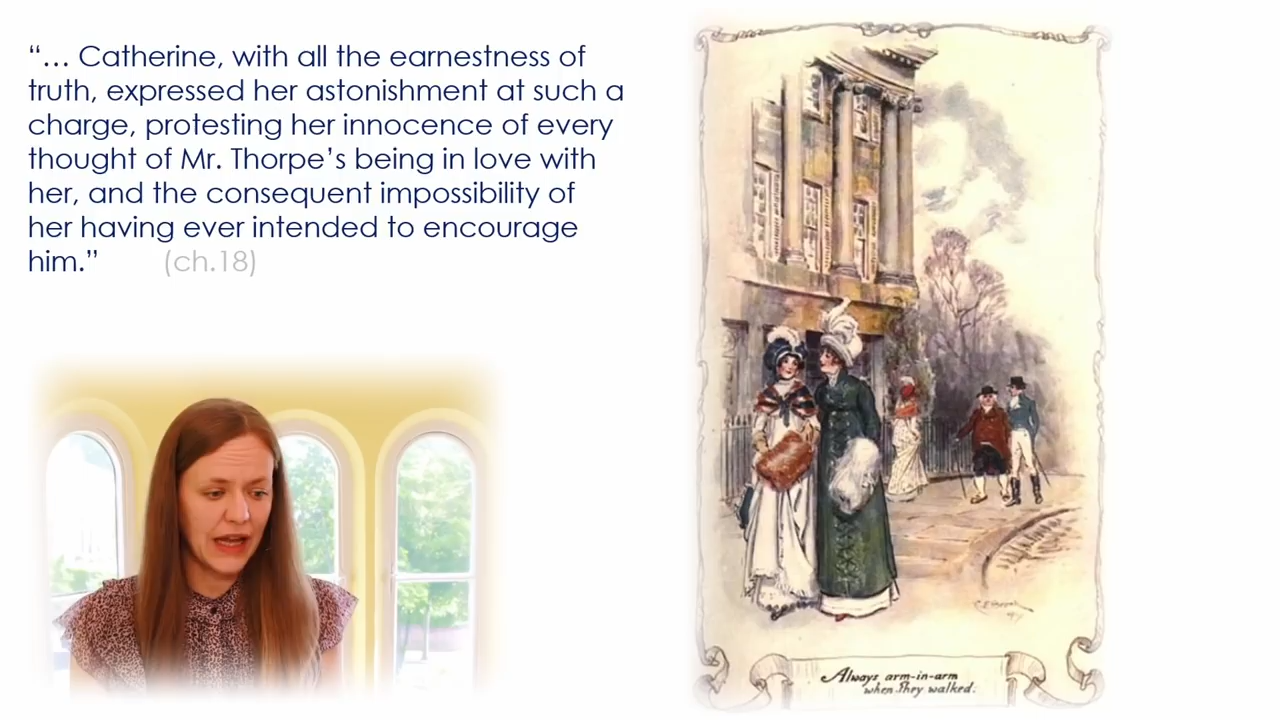 “… Catherine, with all the earnestness of
truth, expressed her astonishment at such a
charge, protesting her innocence of every
thought of Mr. Thorpe’s being in love with
her, and the consequent impossibility of
her having ever intended to encourage
him.” (ch.18)
Always arm-in-arm
when they walked.